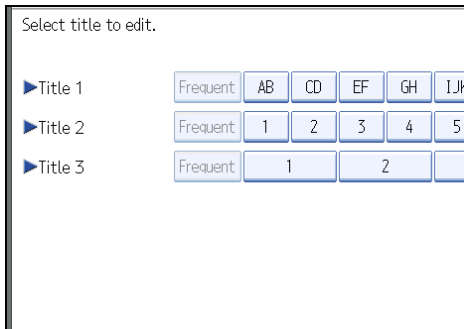 Select title to edit.
Title 1 Frequent AB CD EF GH IJK
Title 2 Frequent 1 2 3 4 5
Title 3 Frequent 1 2